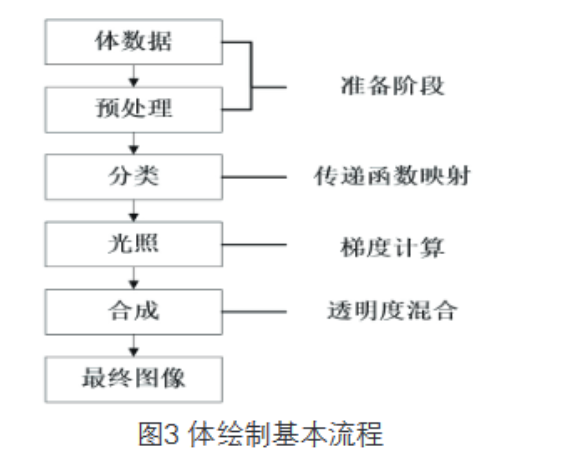 体数据
预处理
准备阶段
分类
传递函数映射
光照
梯度计算
合成
透明度混合
最终图像
图3 体绘制基本流程